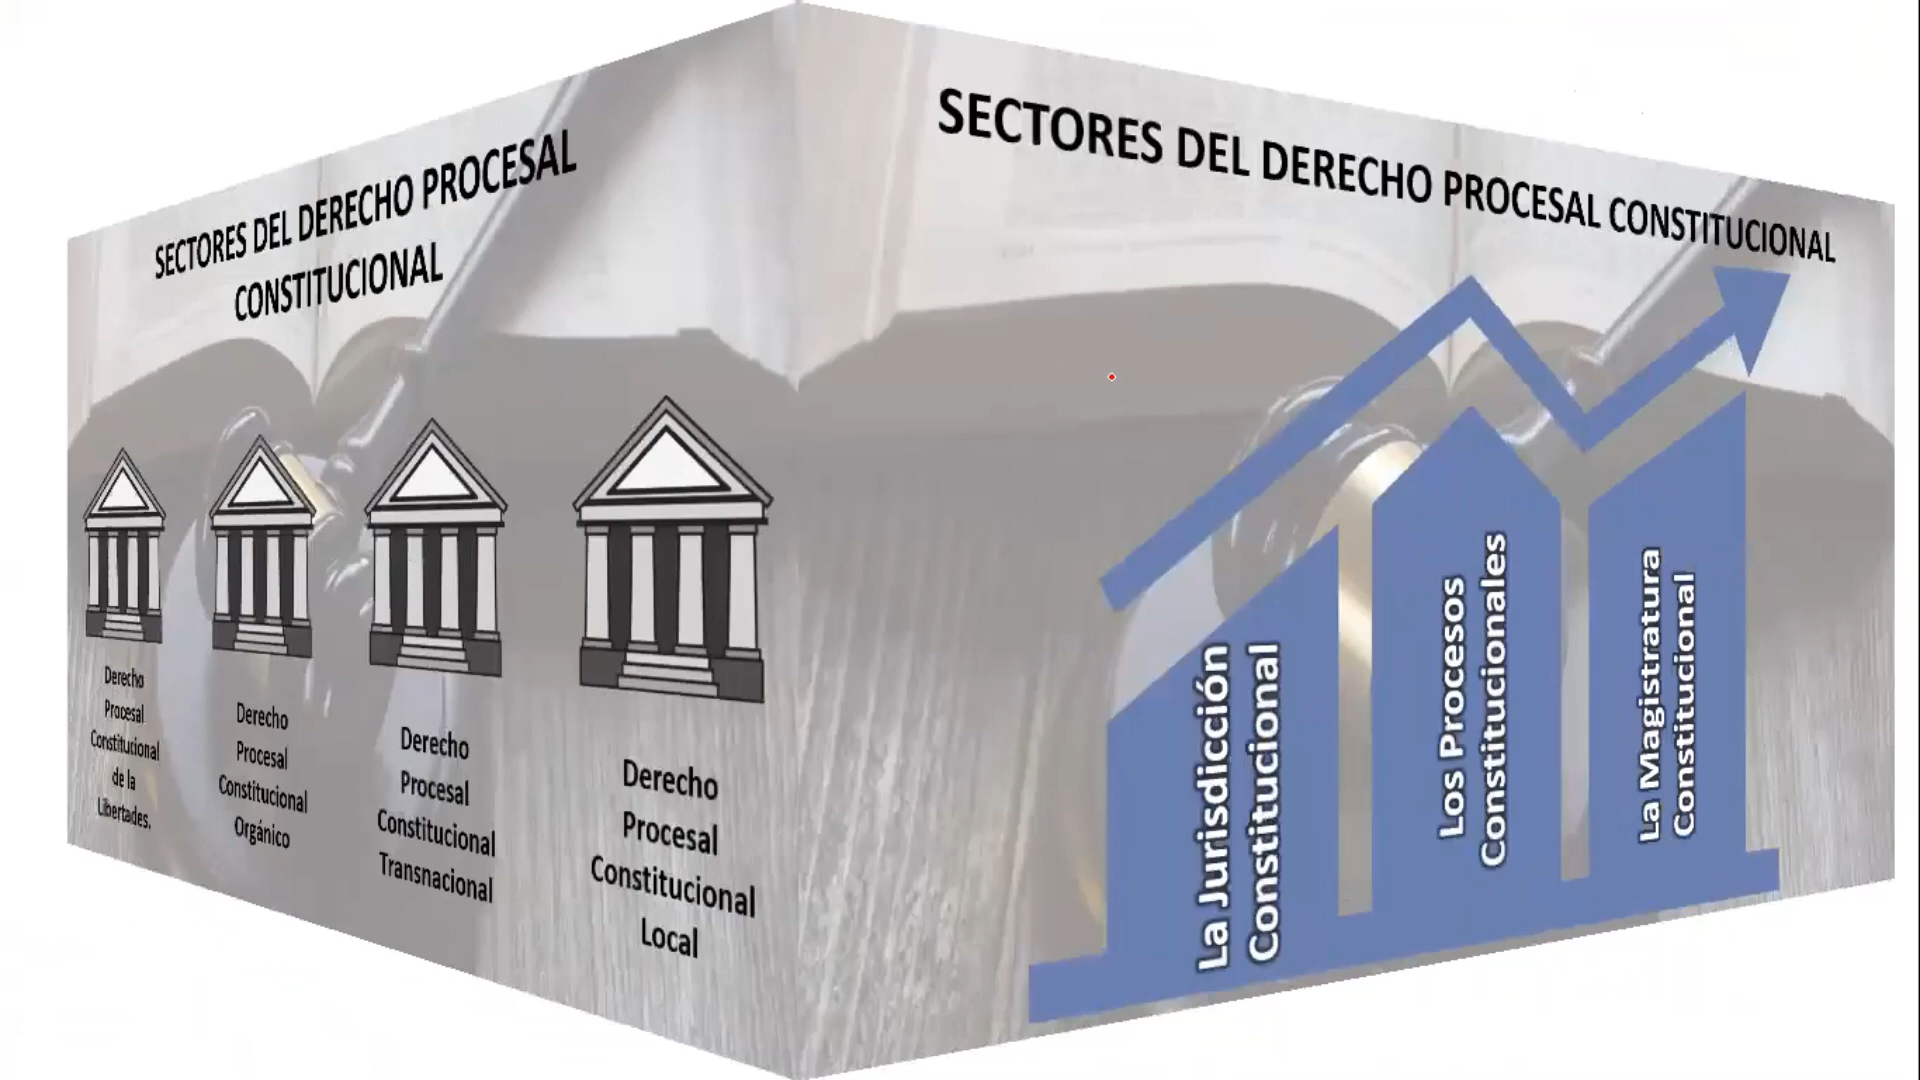 SECTORES DEL DERECHO PROCESAL
CONSTITUCIONAL
Derecho
Procesal
Constitucional
de la
Libertades.
Derecho
Procesal
Constitucional
Orgánico
Derecho
Procesal
Constitucional
Transnacional
Derecho
Procesal
Constitucional
Local
SECTORES DEL DERECHO PROCESAL CONSTITUCIONAL
La Jurisdicción
Constitucional
Los Procesos
Constitucionales
La Magistratura
Constitucional